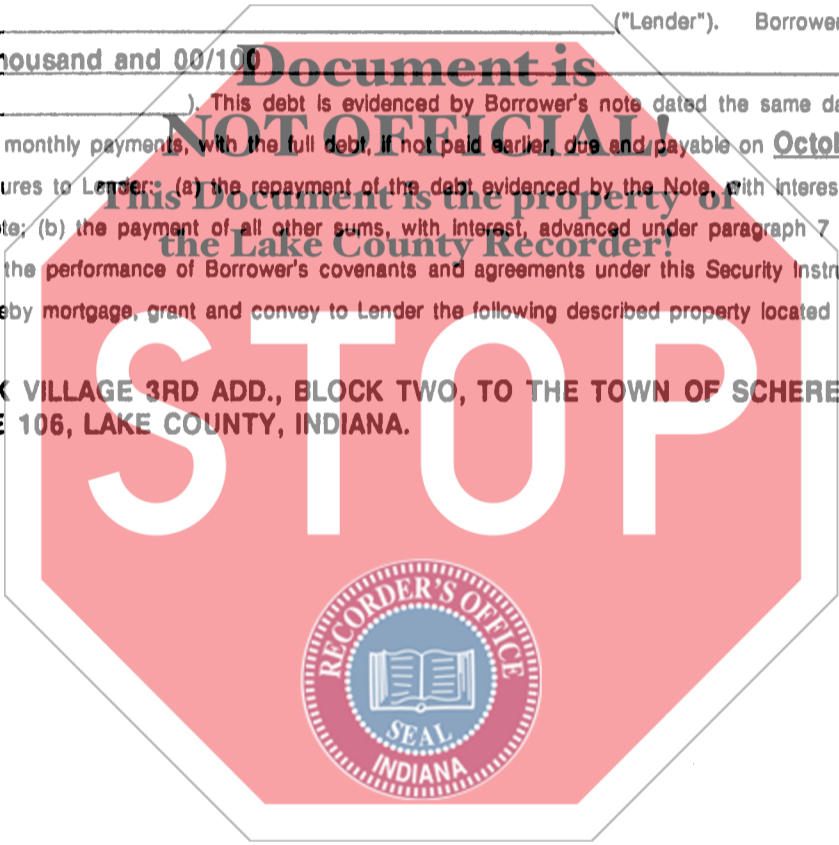 ("Lender"). Borrower
ousand and 00/100
Document is
). This debt is evidenced by Borrower's note dated the same da
NOT OFFICIAL!
monthly payments, with the full debt, if not paid earlier, due and payable on Octo
ures to Lender: (a) the repayment of the debt evidenced by the Note, with interes
This Document is the property of
te; (b) the payment of all other sums, with interest, advanced under paragraph 7
the Lake County Recorder!
the performance of Borrower's covenants and agreements under this Security Instr
eby mortgage, grant and convey to Lender the following described property located
VILLAGE 3RD ADD., BLOCK TWO, TO THE TOWN OF SCHERE
106, LAKE COUNTY, INDIANA.
STOP
RECORDER'S OFFICE
SEAL
INDIANA